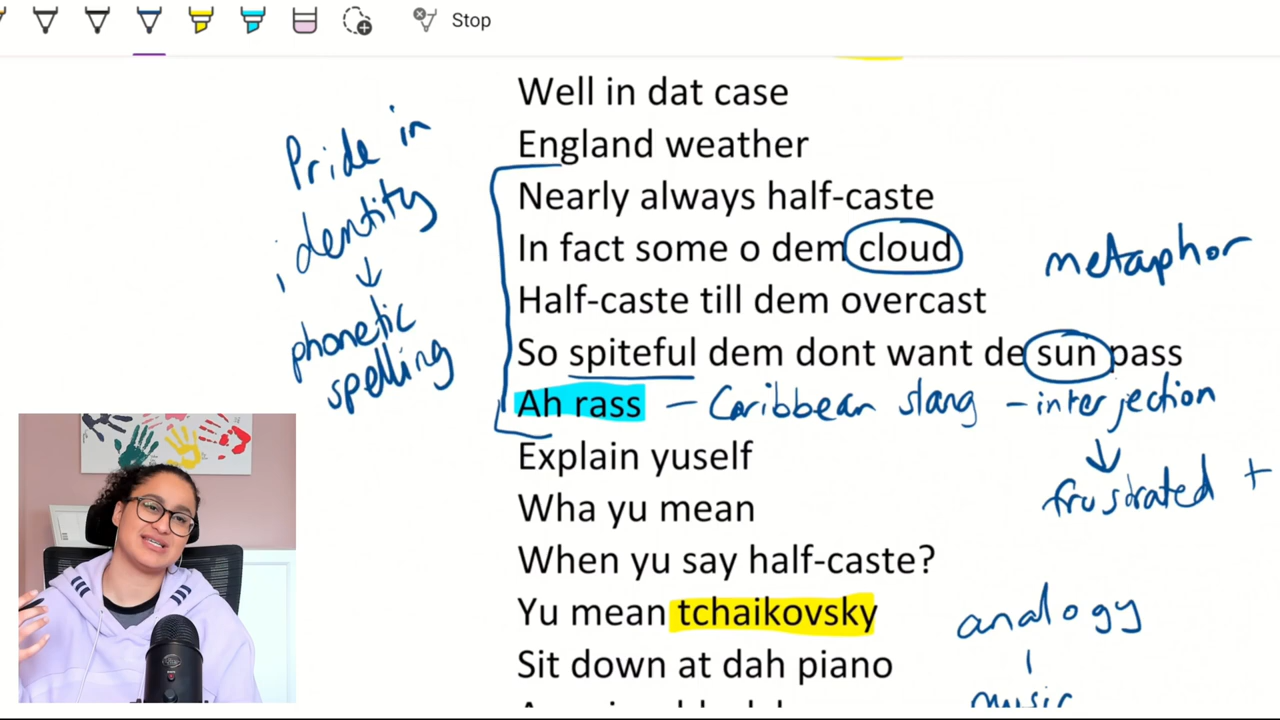 Stop
Well in dat case
England weather
Nearly always half-caste
In fact some o dem cloud
Half-caste till dem overcast
So spiteful dem dont want de sun pass
Ah rass – Caribbean slang – interjection
Explain yuself
Wha yu mean
When yu say half-caste?
Yu mean tchaikovsky
Sit down at dah piano
Pride in
identity
↓
phonetic
spelling
metaphor
↓
frustrated +
analogy
music